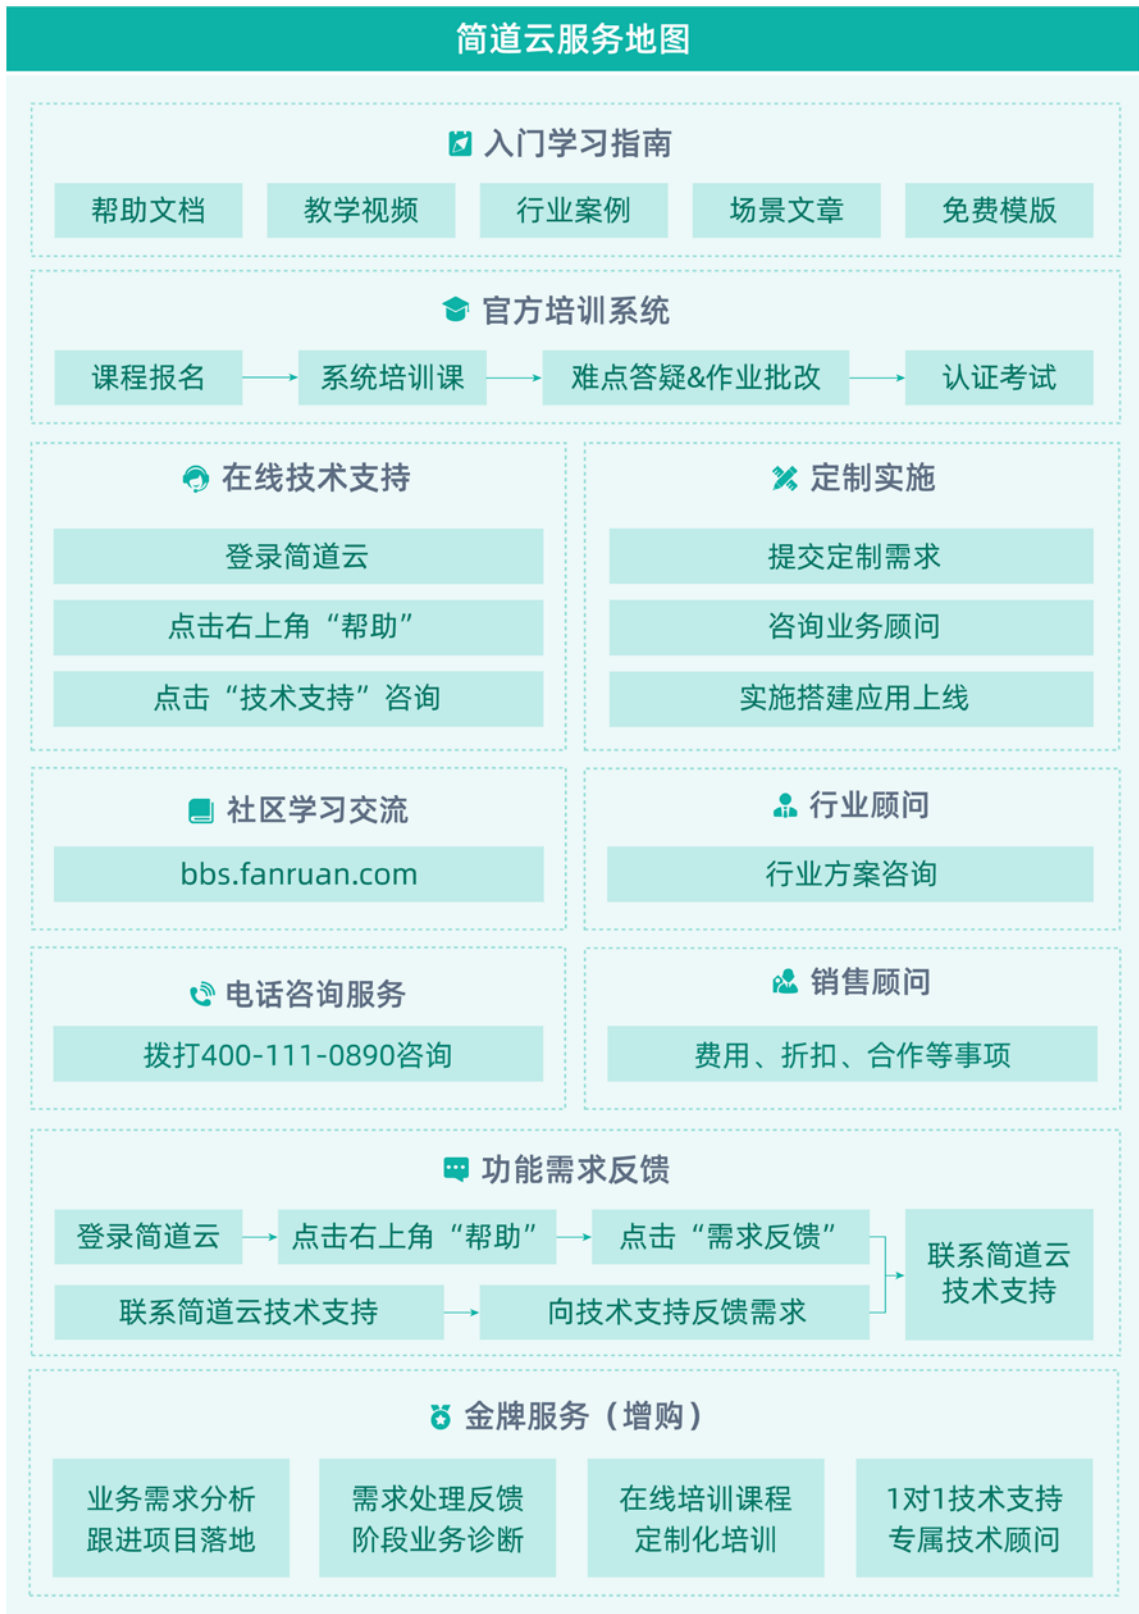 简道云服务地图
入门学习指南
帮助文档
教学视频
行业案例
场景文章
免费模版
官方培训系统
课程报名
系统培训课
难点答疑&作业批改
认证考试
在线技术支持
登录简道云
点击右上角“帮助”
点击“技术支持”咨询
定制实施
提交定制需求
咨询业务顾问
实施搭建应用上线
社区学习交流
bbs.fanruan.com
行业顾问
行业方案咨询
电话咨询服务
拨打400-111-0890咨询
销售顾问
费用、折扣、合作等事项
功能需求反馈
登录简道云
点击右上角“帮助”
点击“需求反馈”
联系简道云技术支持
向技术支持反馈需求
联系简道云
技术支持
金牌服务（增购）
业务需求分析
跟进项目落地
需求处理反馈
阶段业务诊断
在线培训课程
定制化培训
1对1技术支持
专属技术顾问